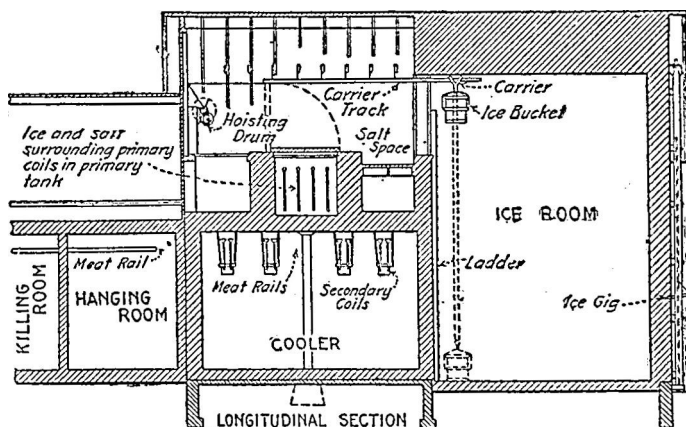 Carrier
Ice Bucket
Carrier
Track
Hoisting
Drum
Salt
Space
Ice and salt
surrounding primary
coils in primary
tank
ICE ROOM
Meat Rail
Meat Rails
Secondary
Coils
Ladder
Ice Gig
KILLING
ROOM
HANGING
ROOM
COOLER
LONGITUDINAL SECTION